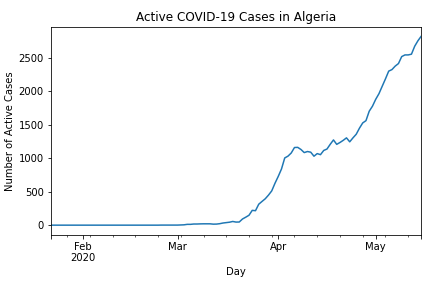 Active COVID-19 Cases in Algeria
Number of Active Cases
2500
2000
1500
1000
500
0
Feb
2020
Mar
Apr
May
Day